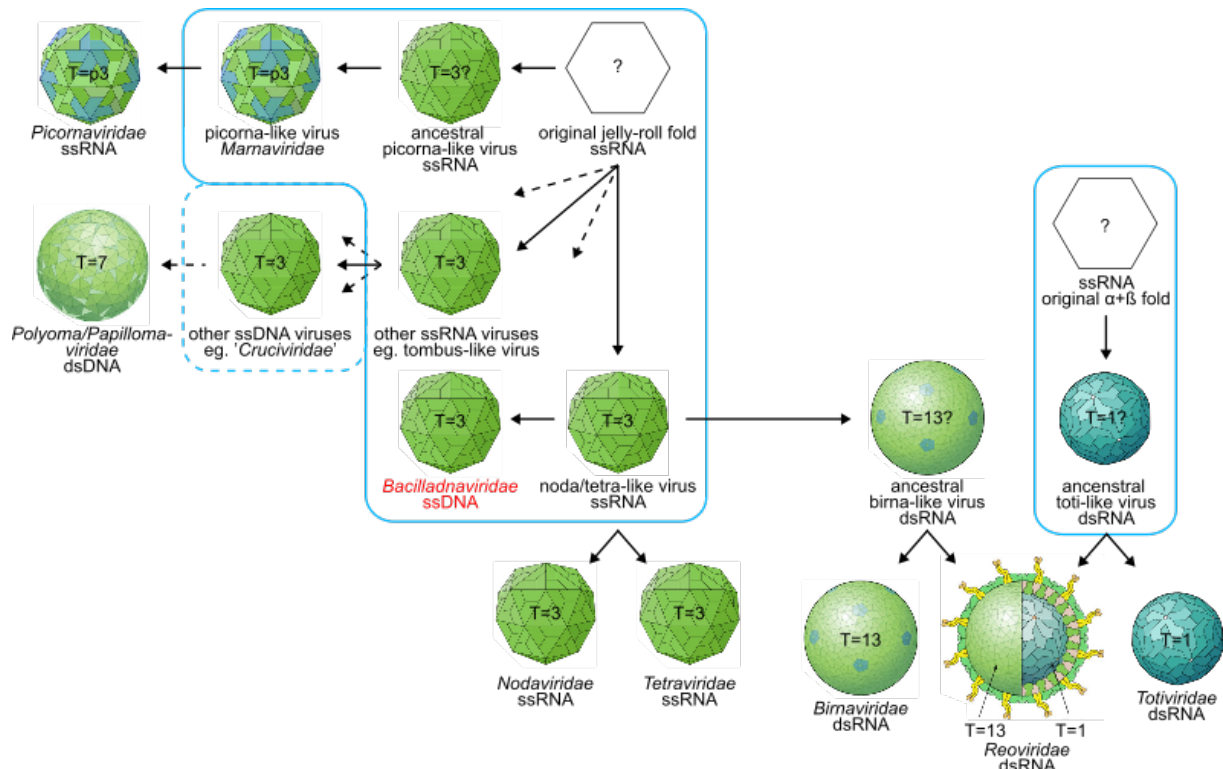 T=p3
T=p3
T=3?
?
Picornaviridae
ssRNA
picorna-like virus
Marnaviridae
ancestral
picorna-like virus
ssRNA
original jelly-roll fold
ssRNA
T=7
T=3
T=3
?
Polyoma/Papilloma-
viridae
dsDNA
other ssDNA viruses
eg. 'Cruciviridae'
other ssRNA viruses
eg. tombus-like virus
ssRNA
original α+ß fold
T=3
T=3
T=13?
T=1?
Bacilladnaviridae
ssDNA
noda/tetra-like virus
ssRNA
ancestral
birna-like virus
dsRNA
ancenstral
toti-like virus
dsRNA
T=3
T=3
T=13
T=1
Nodaviridae
ssRNA
Tetraviridae
ssRNA
Birnaviridae
dsRNA
T=13
T=1
Reoviridae
dsRNA
Totiviridae
dsRNA